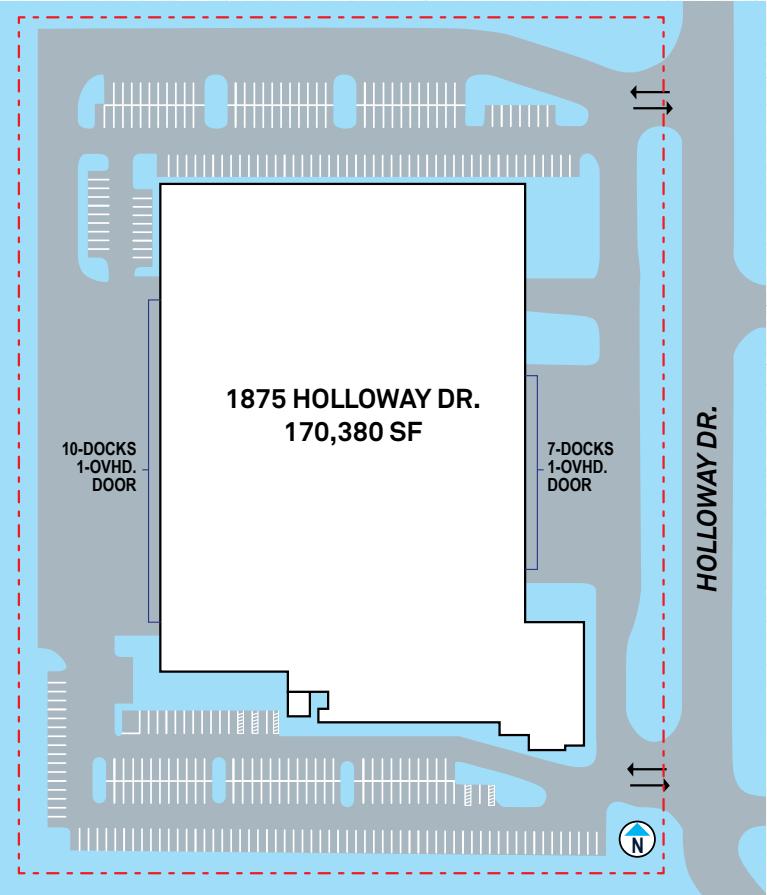 1875 HOLLOWAY DR.
170,380 SF
10-DOCKS
1-OVHD.
DOOR
7-DOCKS
1-OVHD.
DOOR
HOLLOWAY DR.
N